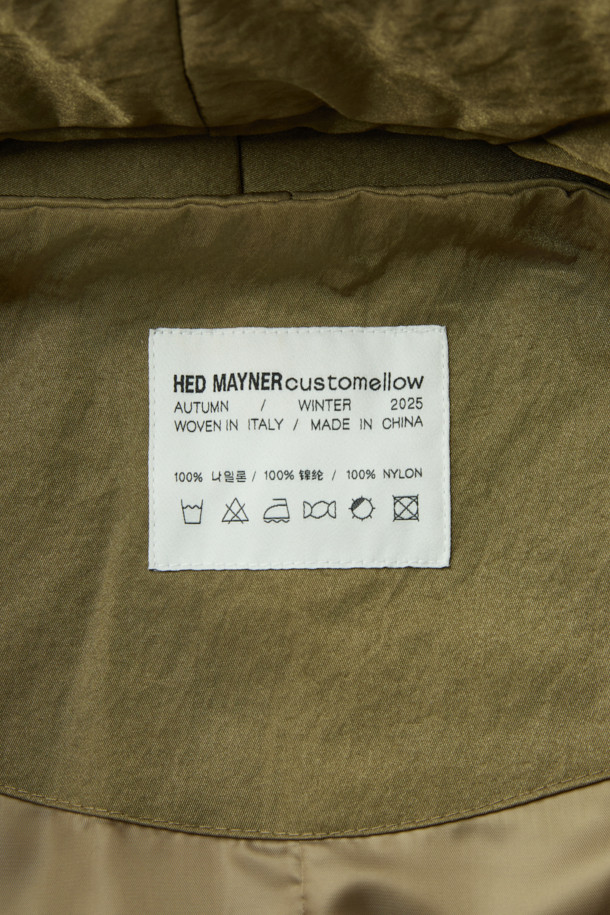 HED MAYNERcustomellow
AUTUMN / WINTER 2025
WOVEN IN ITALY / MADE IN CHINA
100% 나일론 / 100% 锦纶 / 100% NYLON